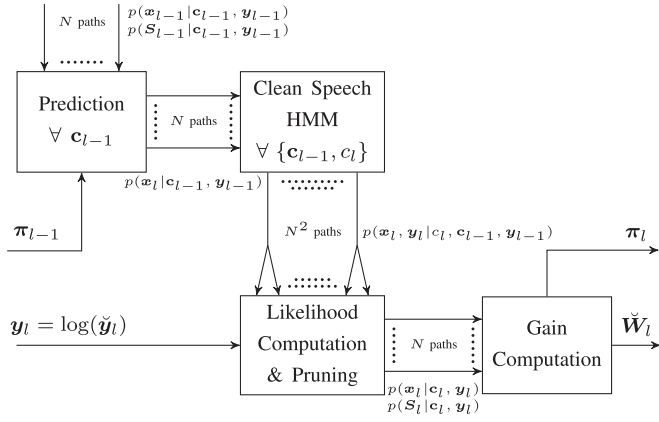 N paths
p(𝒙_{l−1}|𝐜_{l−1}, 𝒚_{l−1})
p(𝑺_{l−1}|𝐜_{l−1}, 𝒚_{l−1})
Prediction
∀ 𝐜_{l−1}
N paths
Clean Speech
HMM
∀ {𝐜_{l−1}, c_l}
p(𝒙_l|𝐜_{l−1}, 𝒚_{l−1})
𝝅_{l−1}
N² paths
p(𝒙_l, 𝒚_l|c_l, 𝐜_{l−1}, 𝒚_{l−1})
𝝅_l
𝒚_l = log(𝒚̆_l)
Likelihood
Computation
& Pruning
N paths
Gain
Computation
𝑾̆_l
p(𝒙_l|𝐜_l, 𝒚_l)
p(𝑺_l|𝐜_l, 𝒚_l)